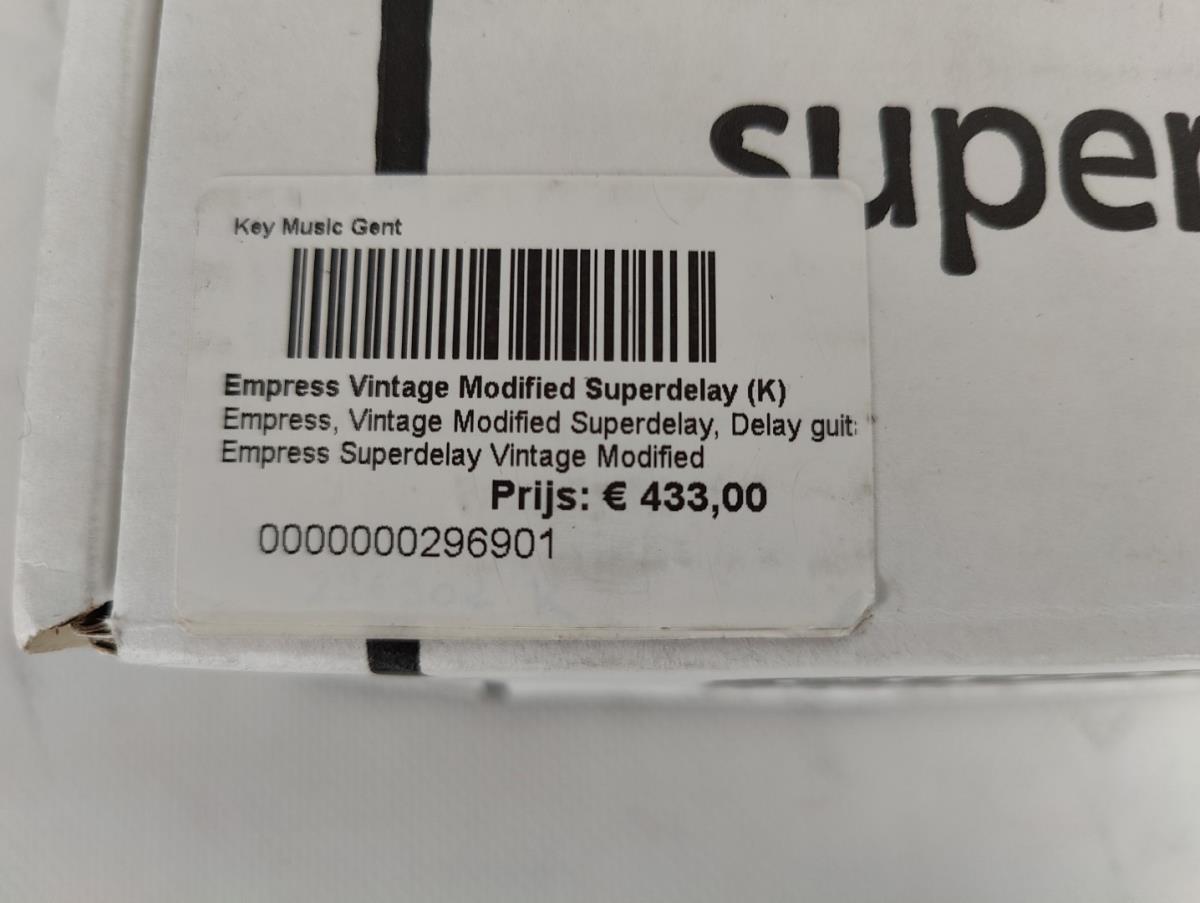 super
Key Music Gent
Empress Vintage Modified Superdelay (K)
Empress, Vintage Modified Superdelay, Delay guit
Empress Superdelay Vintage Modified
Prijs: € 433,00
0000000296901